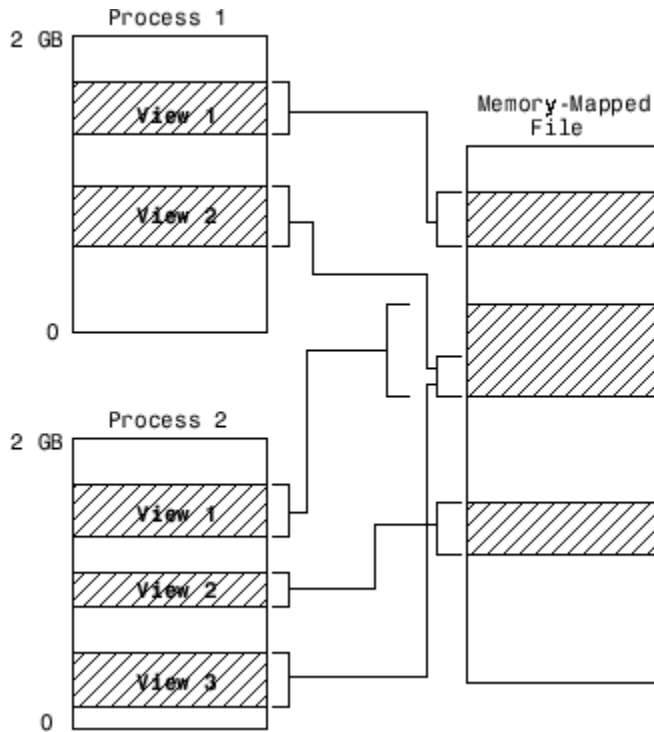 Process 1
2 GB
View 1
View 2
0
Memory-Mapped
File
Process 2
2 GB
View 1
View 2
View 3
0